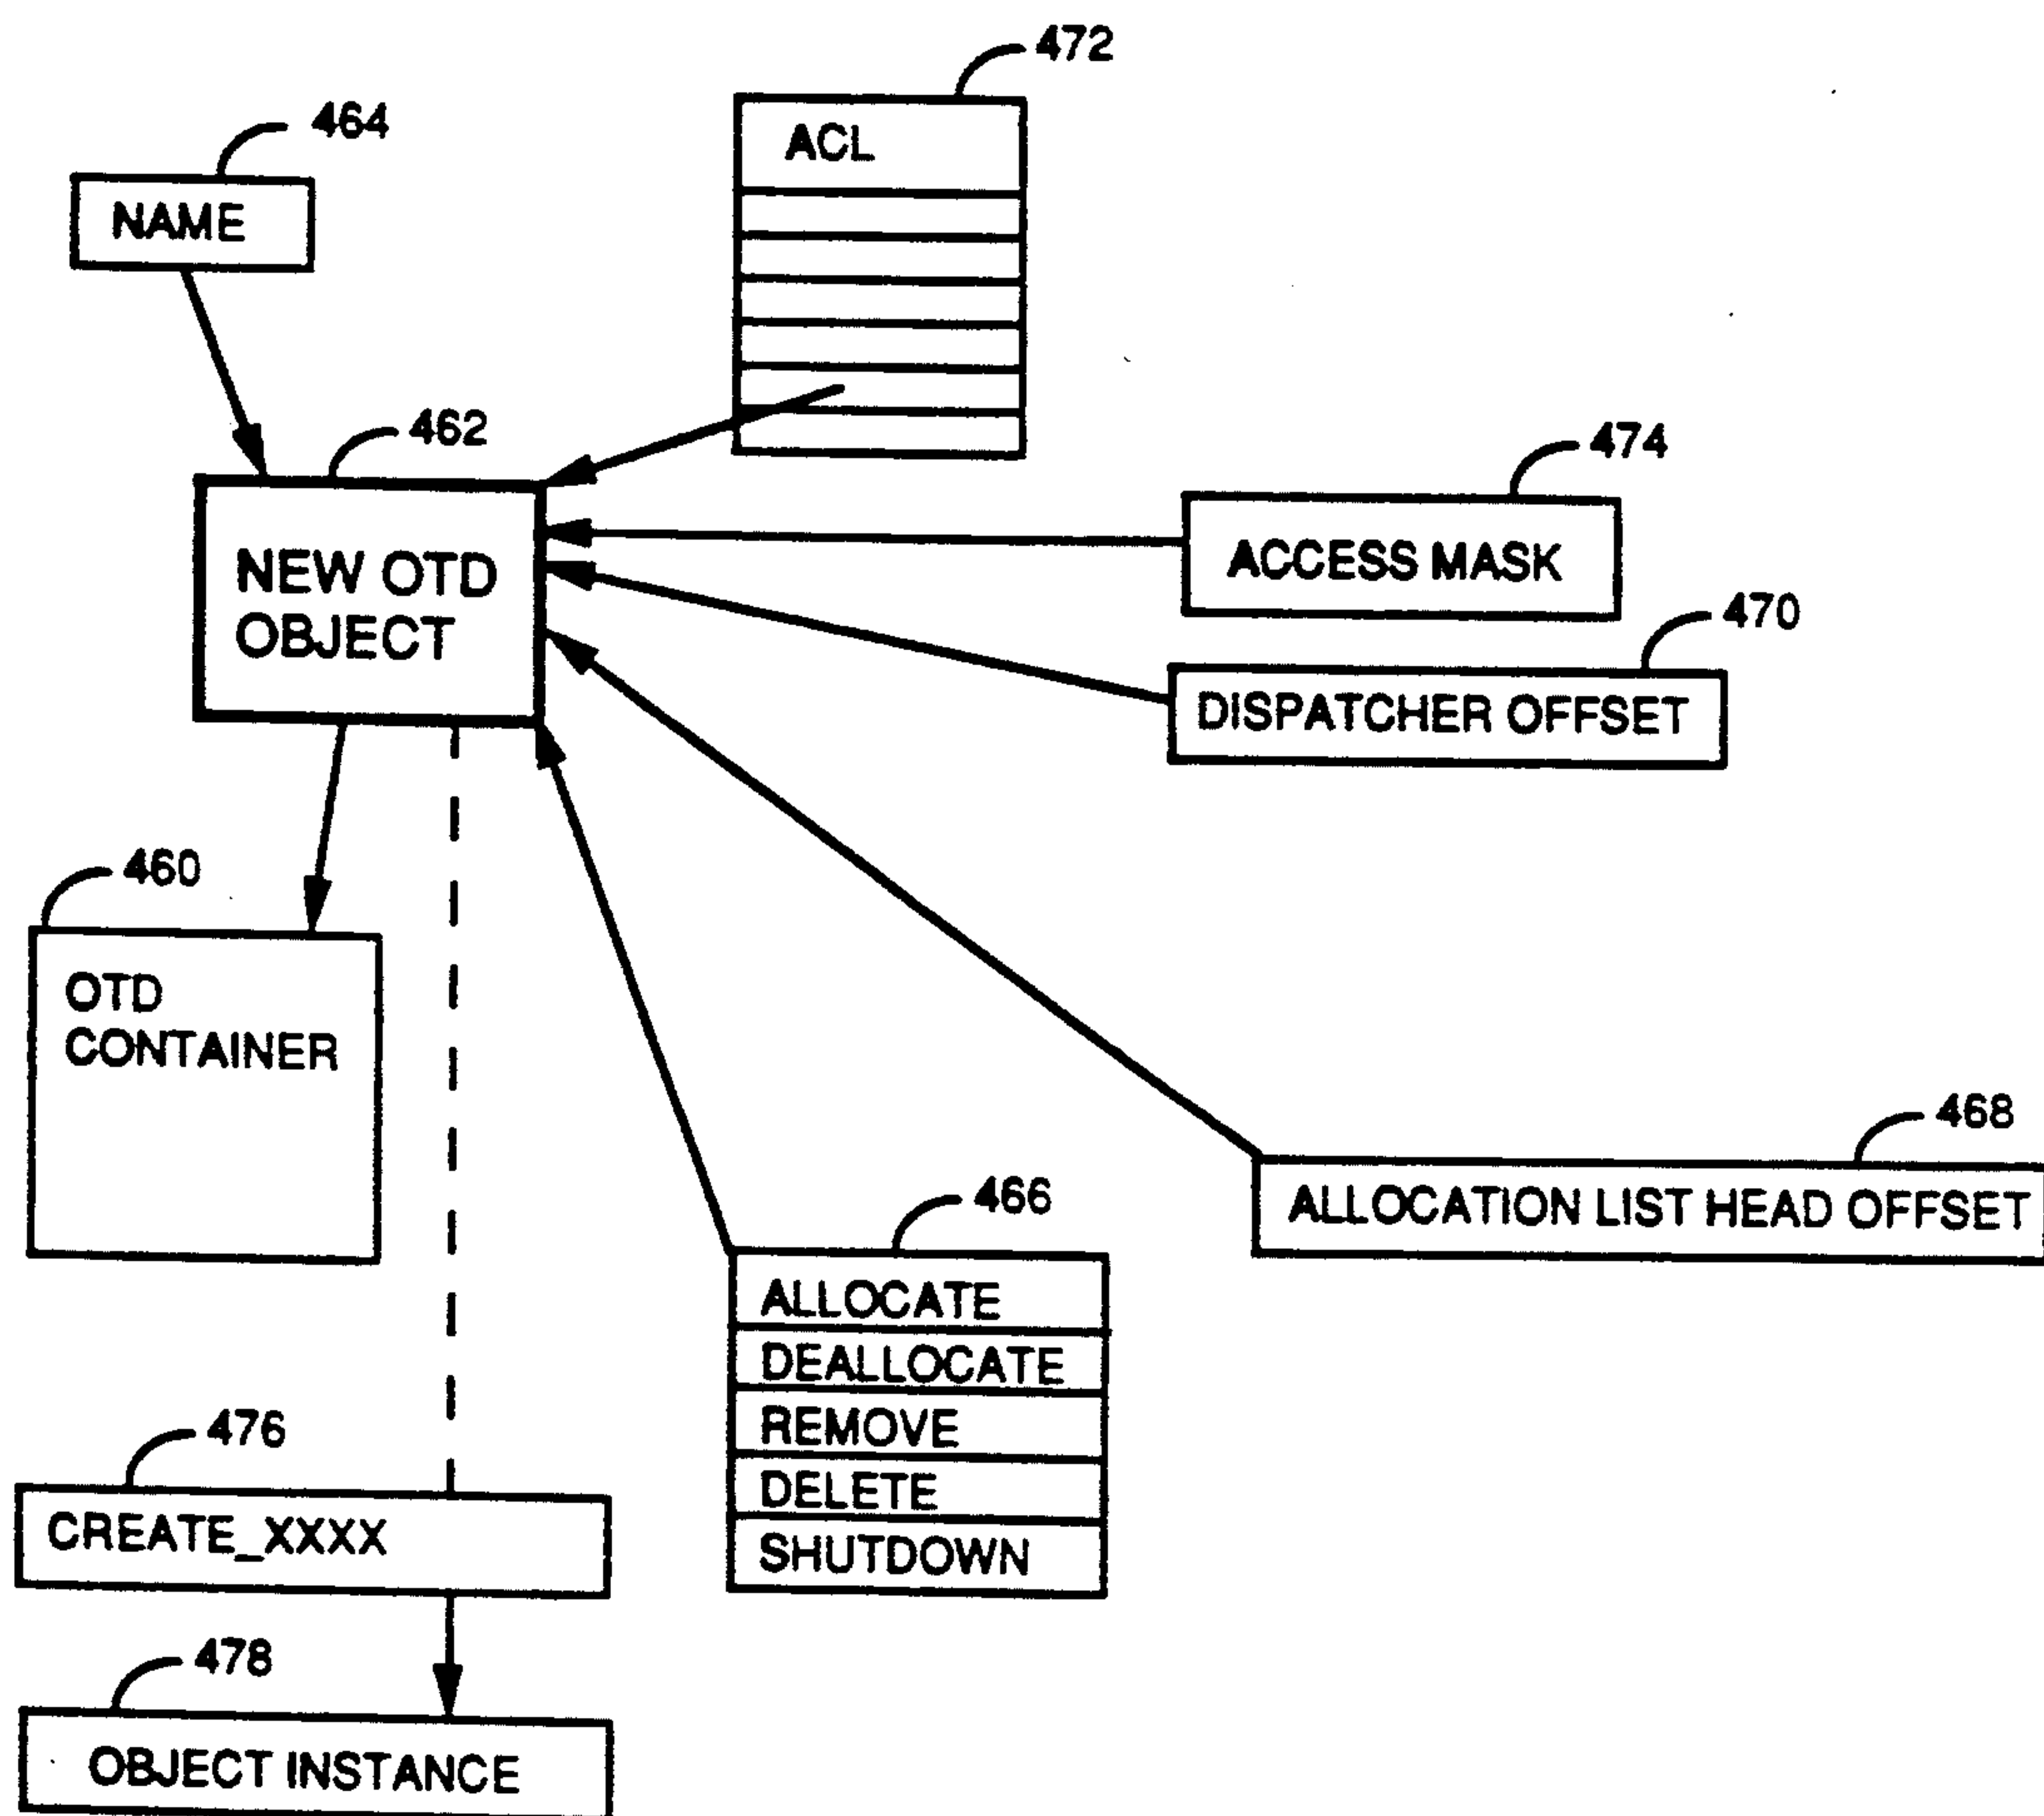 472
464
ACL
NAME
462
474
NEW OTD
OBJECT
ACCESS MASK
470
DISPATCHER OFFSET
460
OTD
CONTAINER
468
ALLOCATION LIST HEAD OFFSET
466
ALLOCATE
DEALLOCATE
REMOVE
DELETE
SHUTDOWN
476
CREATE_XXXX
478
OBJECT INSTANCE